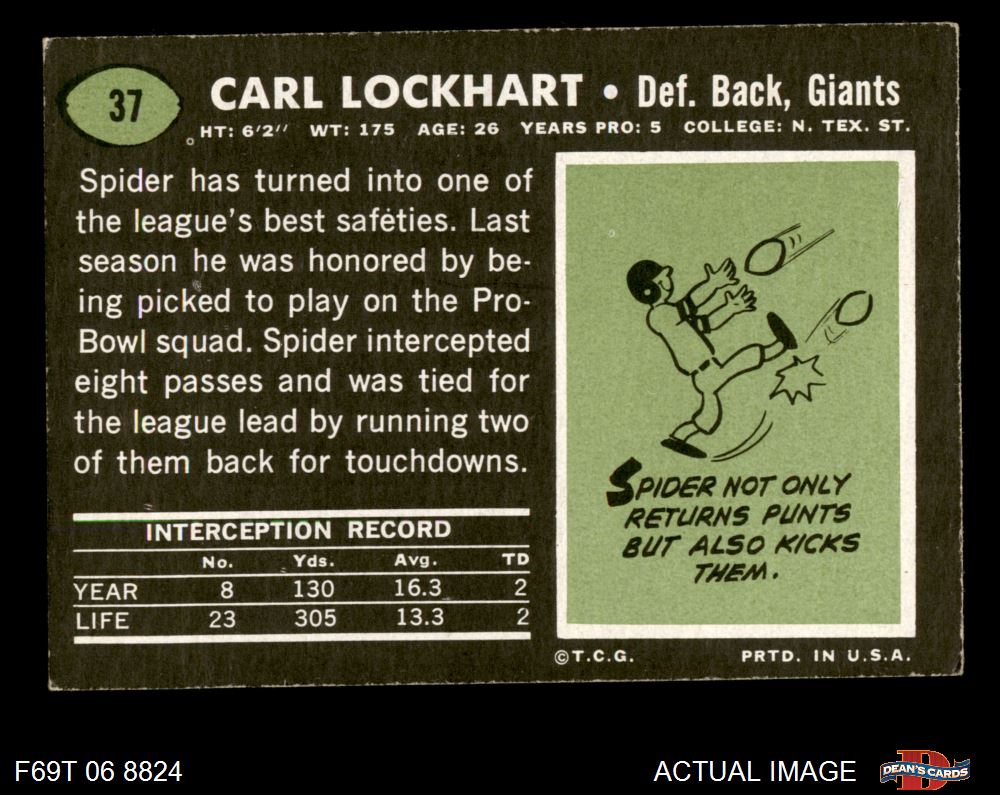 37
CARL LOCKHART • Def. Back, Giants
HT: 6'2" WT: 175 AGE: 26 YEARS PRO: 5 COLLEGE: N. TEX. ST.
Spider has turned into one of
the league's best safeties. Last
season he was honored by be-
ing picked to play on the Pro-
Bowl squad. Spider intercepted
eight passes and was tied for
the league lead by running two
of them back for touchdowns.
INTERCEPTION RECORD
No. Yds. Avg. TD
YEAR 8 130 16.3 2
LIFE 23 305 13.3 2
SPIDER NOT ONLY
RETURNS PUNTS
BUT ALSO KICKS
THEM.
©T.C.G. PRTD. IN U.S.A.
F69T 06 8824
ACTUAL IMAGE
DEAN'S CARDS